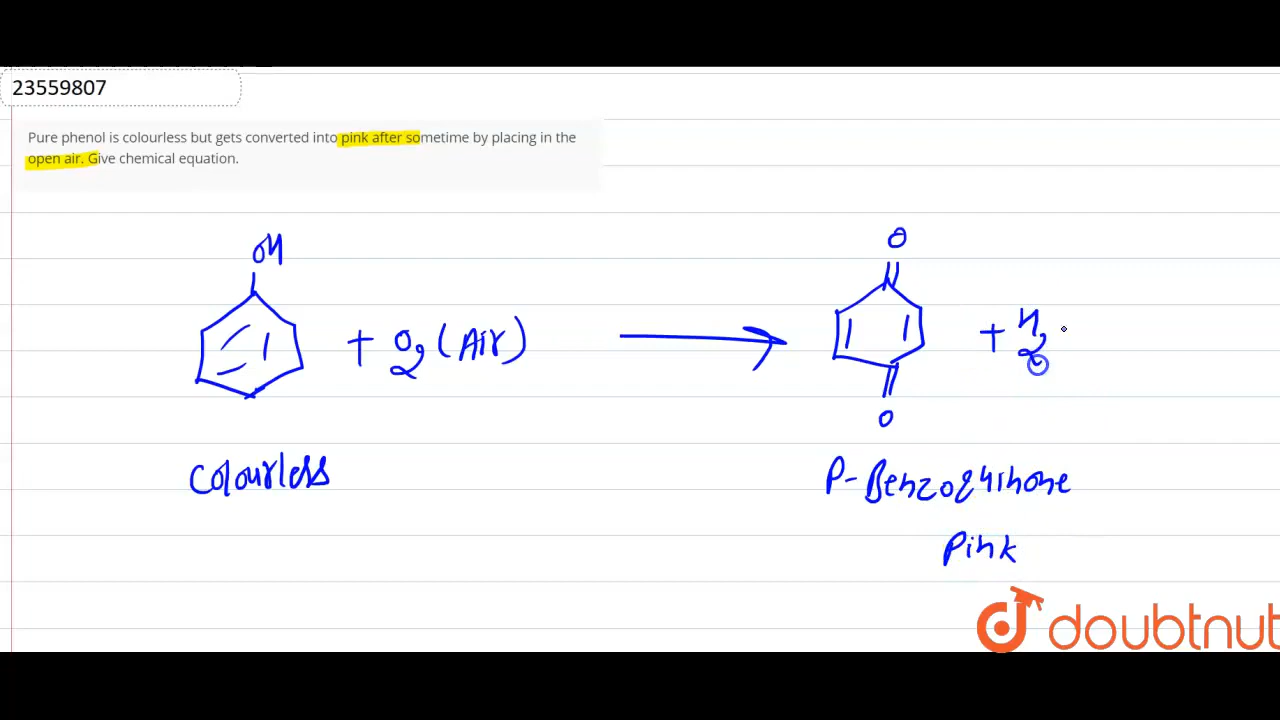 23559807
Pure phenol is colourless but gets converted into pink after sometime by placing in the
open air. Give chemical equation.
OH
O
+ O2 (Air)
+ H2
O
Colourless
P-Benzoquinone
Pink
doubtnut